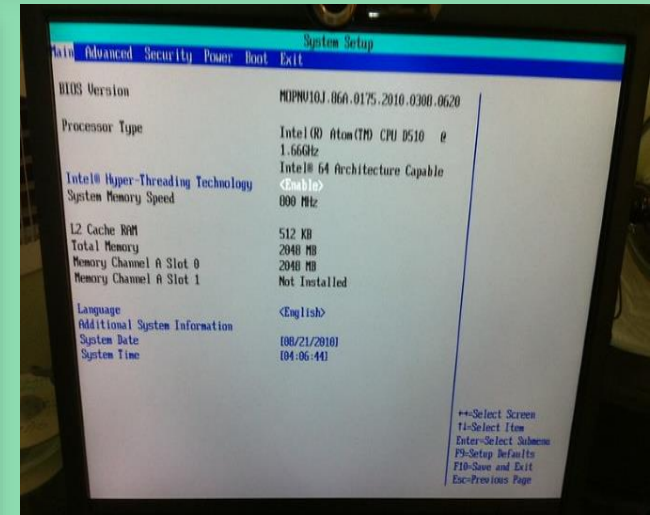 System Setup
Main Advanced Security Power Boot Exit
BIOS Version MOPNV10J.86A.0175.2010.0308.0620
Processor Type Intel(R) Atom(TM) CPU D510 @
1.66GHz
Intel® 64 Architecture Capable
Intel® Hyper-Threading Technology <Enable>
System Memory Speed 800 MHz
L2 Cache RAM 512 KB
Total Memory 2048 MB
Memory Channel A Slot 0 2048 MB
Memory Channel A Slot 1 Not Installed
Language <English>
Additional System Information
System Date [08/21/2010]
System Time [04:06:44]
↔=Select Screen
↑↓=Select Item
Enter=Select Submenu
F9=Setup Defaults
F10=Save and Exit
Esc=Previous Page